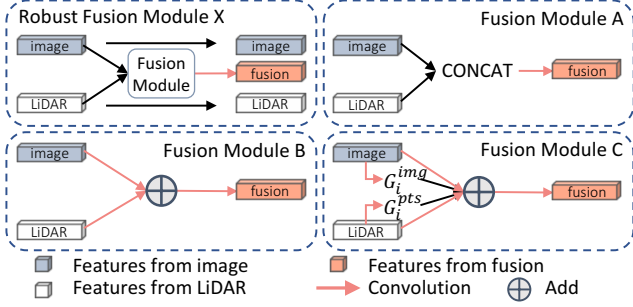 Robust Fusion Module X
image
image
Fusion
Module
fusion
LiDAR
LiDAR
Fusion Module A
image
CONCAT
fusion
LiDAR
Fusion Module B
image
fusion
LiDAR
Fusion Module C
image
G_i^{img}
fusion
G_i^{pts}
LiDAR
Features from image
Features from fusion
Features from LiDAR
Convolution
Add